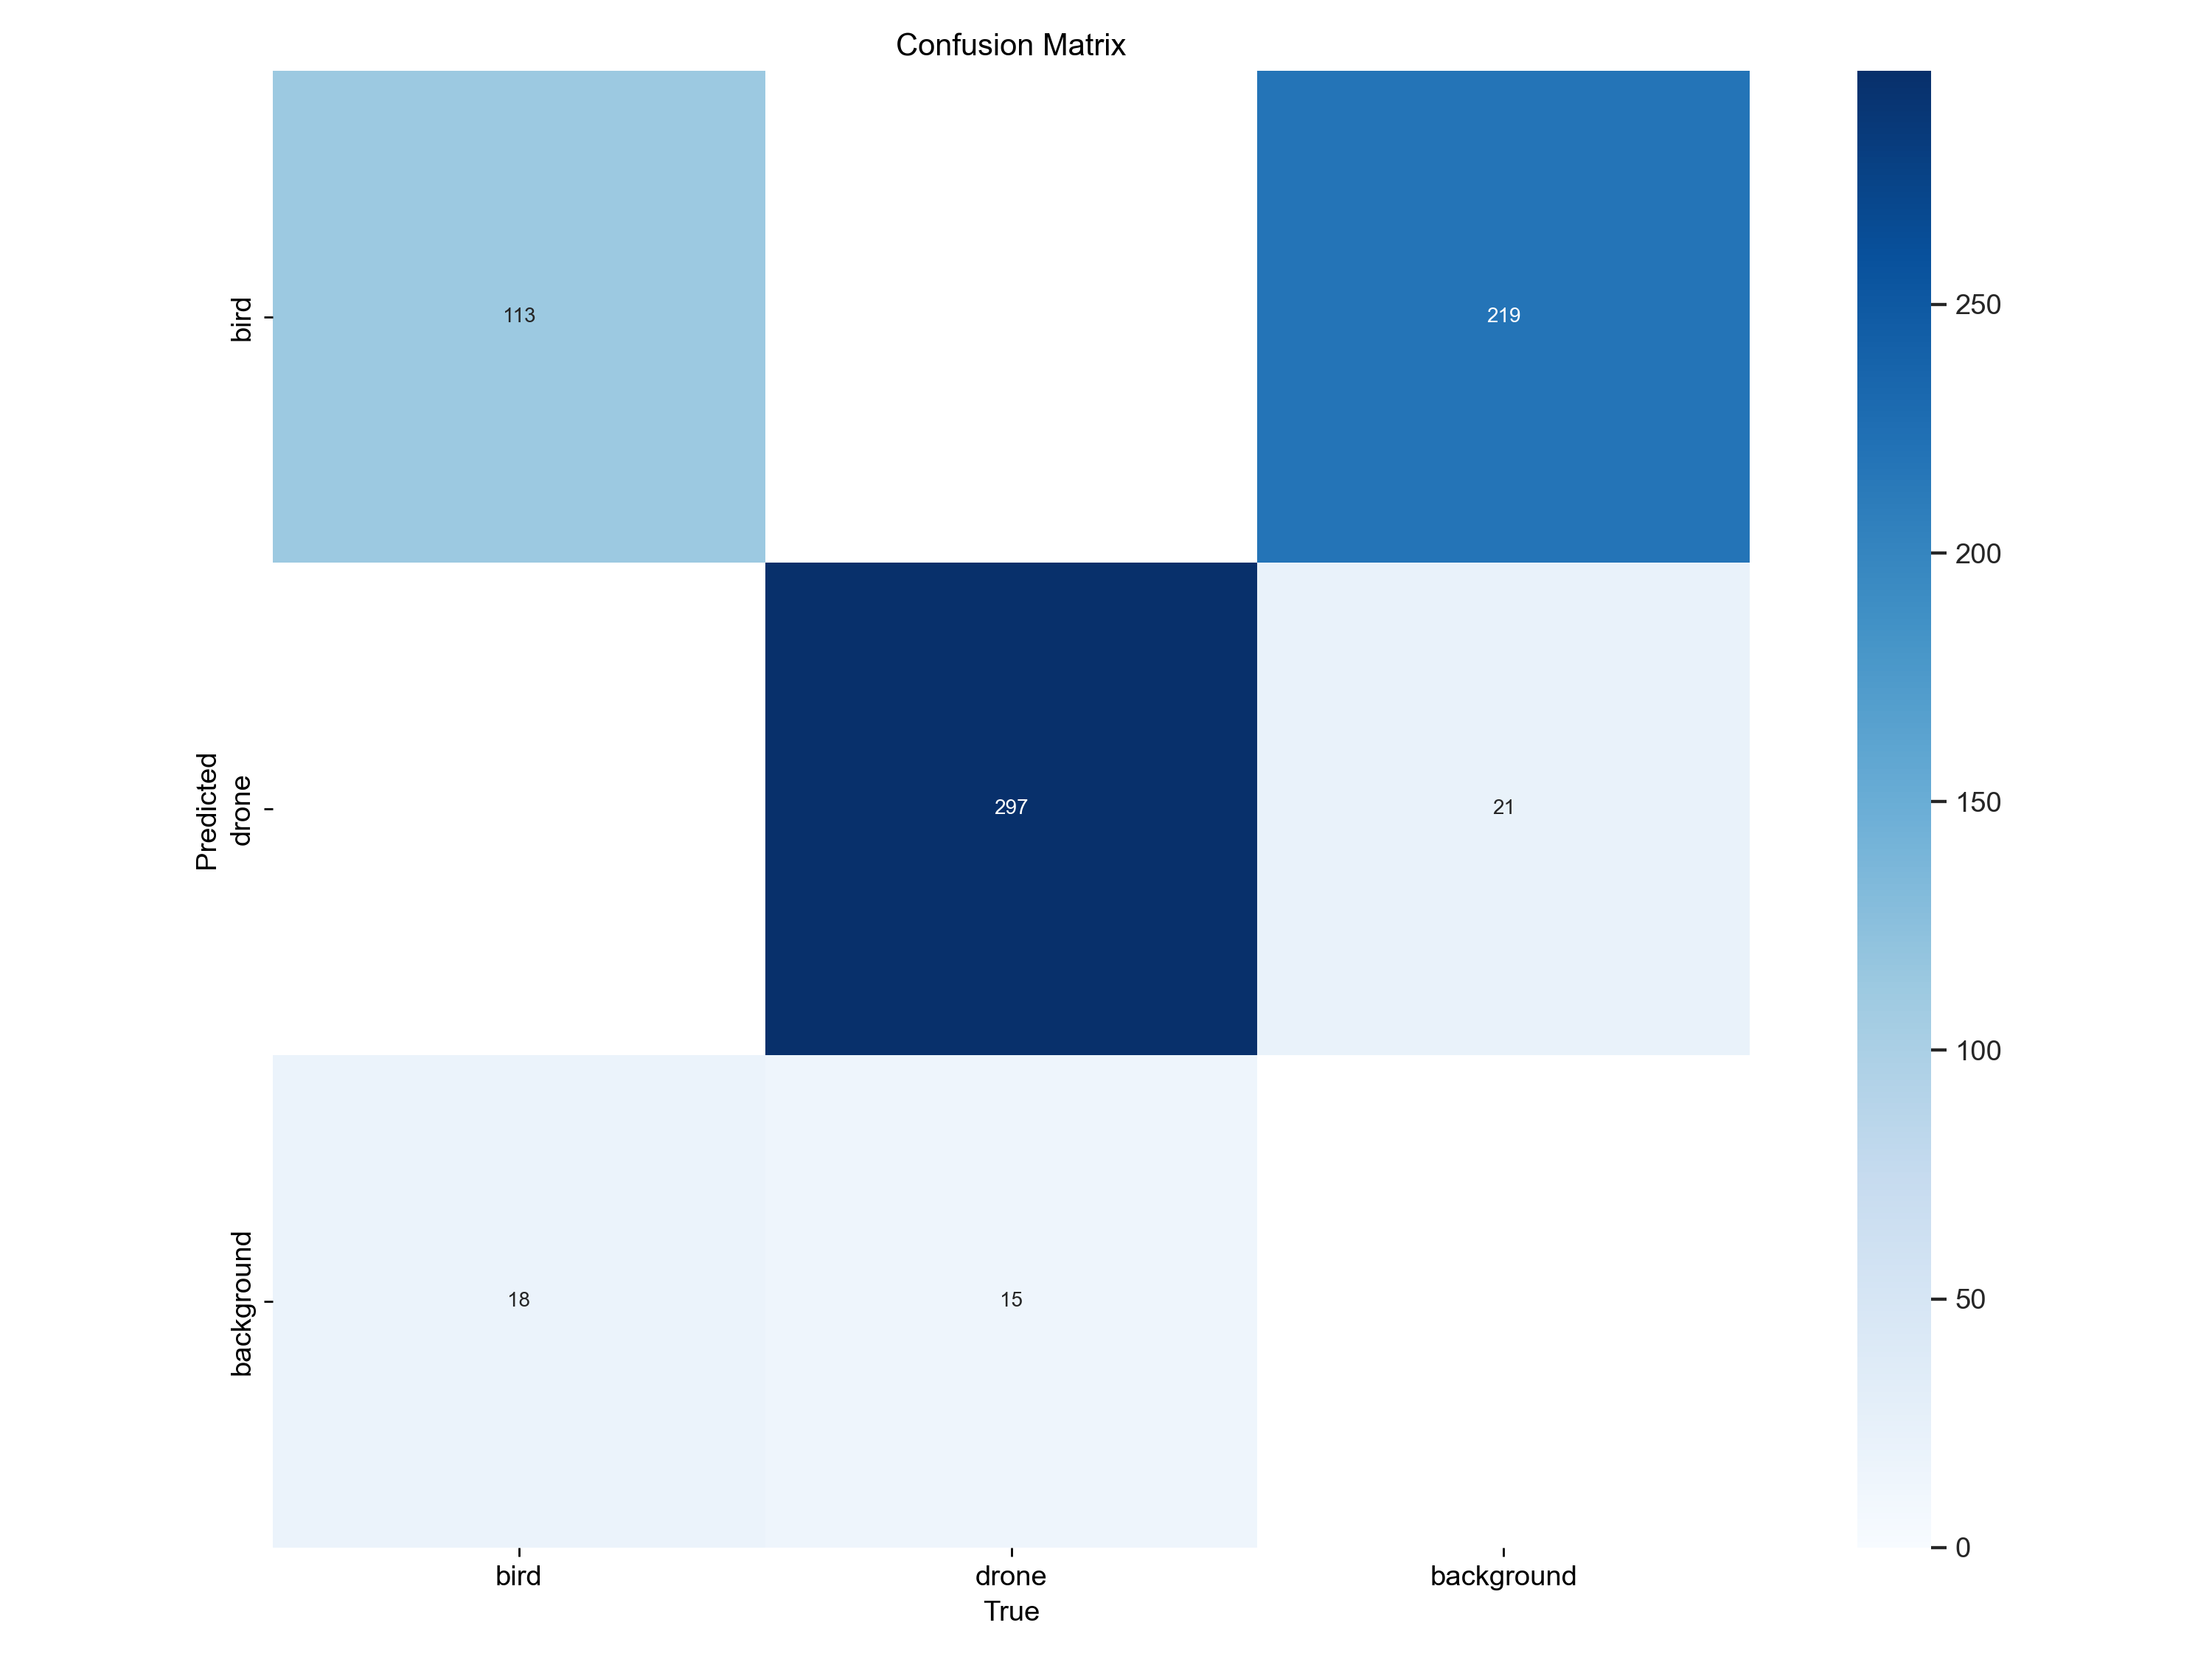 Confusion Matrix
bird
113
219
250
200
Predicted
drone
297
21
150
100
background
18
15
50
0
bird
drone
background
True